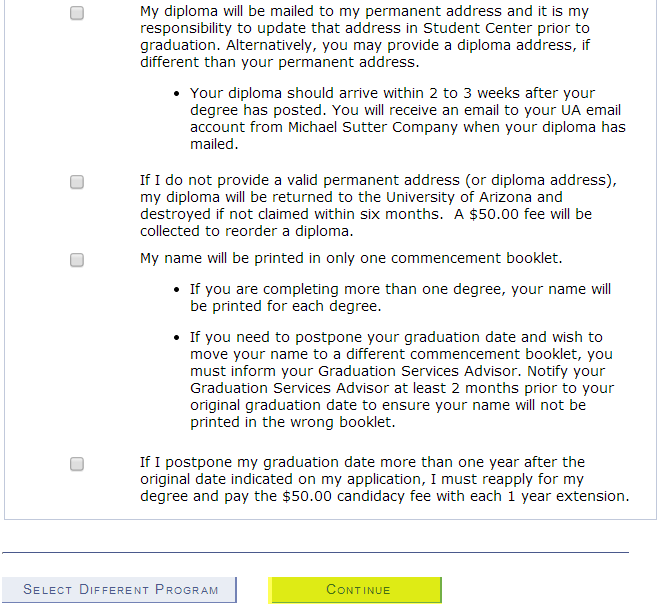 My diploma will be mailed to my permanent address and it is my
responsibility to update that address in Student Center prior to
graduation. Alternatively, you may provide a diploma address, if
different than your permanent address.
• Your diploma should arrive within 2 to 3 weeks after your
degree has posted. You will receive an email to your UA email
account from Michael Sutter Company when your diploma has
mailed.
If I do not provide a valid permanent address (or diploma address),
my diploma will be returned to the University of Arizona and
destroyed if not claimed within six months.  A $50.00 fee will be
collected to reorder a diploma.
My name will be printed in only one commencement booklet.
• If you are completing more than one degree, your name will
be printed for each degree.
• If you need to postpone your graduation date and wish to
move your name to a different commencement booklet, you
must inform your Graduation Services Advisor. Notify your
Graduation Services Advisor at least 2 months prior to your
original graduation date to ensure your name will not be
printed in the wrong booklet.
If I postpone my graduation date more than one year after the
original date indicated on my application, I must reapply for my
degree and pay the $50.00 candidacy fee with each 1 year extension.
Select Different Program
Continue